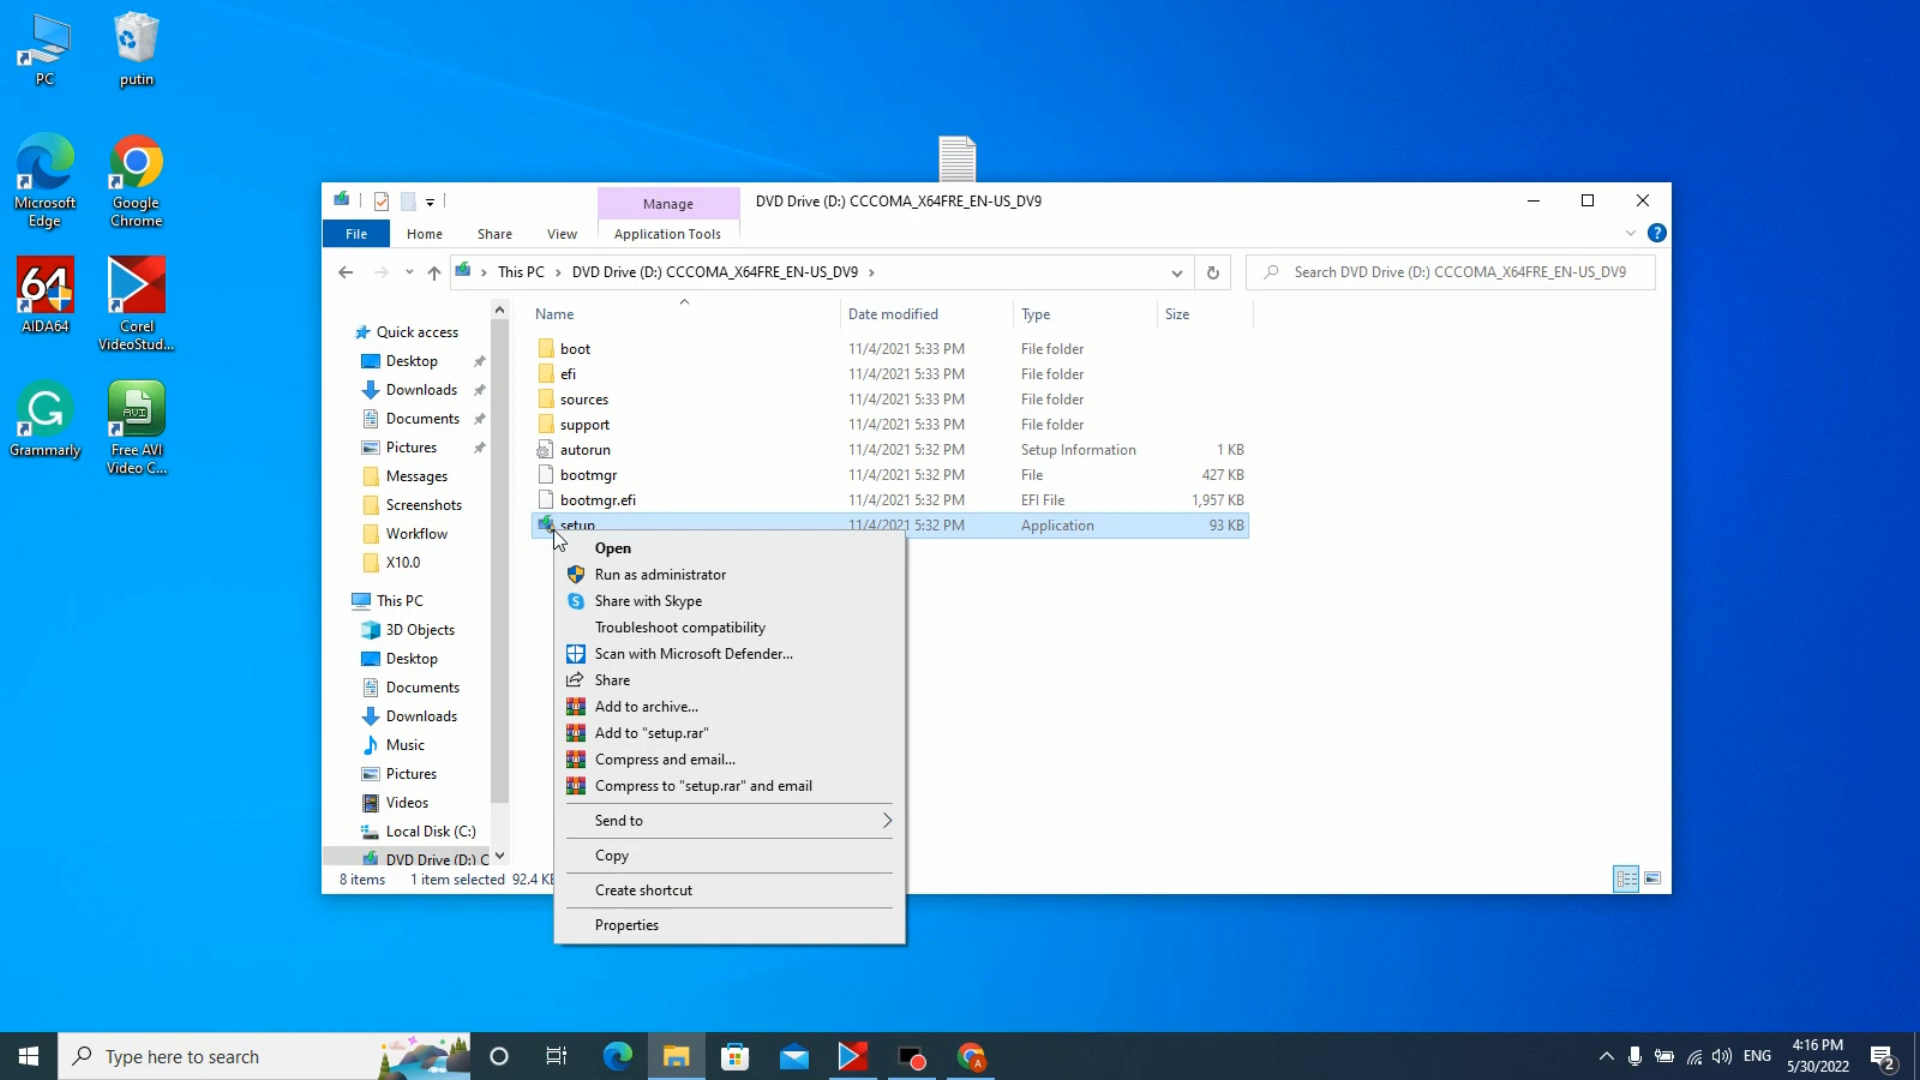 PC
putin
Microsoft
Edge
Google
Chrome
64
AIDA64
Corel
VideoStud...
Grammarly
AVI
Free AVI
Video C...
Manage
DVD Drive (D:) CCCOMA_X64FRE_EN-US_DV9
File
Home
Share
View
Application Tools
?
This PC
DVD Drive (D:) CCCOMA_X64FRE_EN-US_DV9
Search DVD Drive (D:) CCCOMA_X64FRE_EN-US_DV9
Name
Date modified
Type
Size
Quick access
Desktop
Downloads
Documents
Pictures
Messages
Screenshots
Workflow
X10.0
This PC
3D Objects
Desktop
Documents
Downloads
Music
Pictures
Videos
Local Disk (C:)
DVD Drive (D:) C
boot 11/4/2021 5:33 PM File folder
efi 11/4/2021 5:33 PM File folder
sources 11/4/2021 5:33 PM File folder
support 11/4/2021 5:33 PM File folder
autorun 11/4/2021 5:32 PM Setup Information 1 KB
bootmgr 11/4/2021 5:32 PM File 427 KB
bootmgr.efi 11/4/2021 5:32 PM EFI File 1,957 KB
setup 11/4/2021 5:32 PM Application 93 KB
Open
Run as administrator
Share with Skype
Troubleshoot compatibility
Scan with Microsoft Defender...
Share
Add to archive...
Add to "setup.rar"
Compress and email...
Compress to "setup.rar" and email
Send to
Copy
Create shortcut
Properties
8 items 1 item selected 92.4 KB
Type here to search
A
ENG
4:16 PM
5/30/2022
2